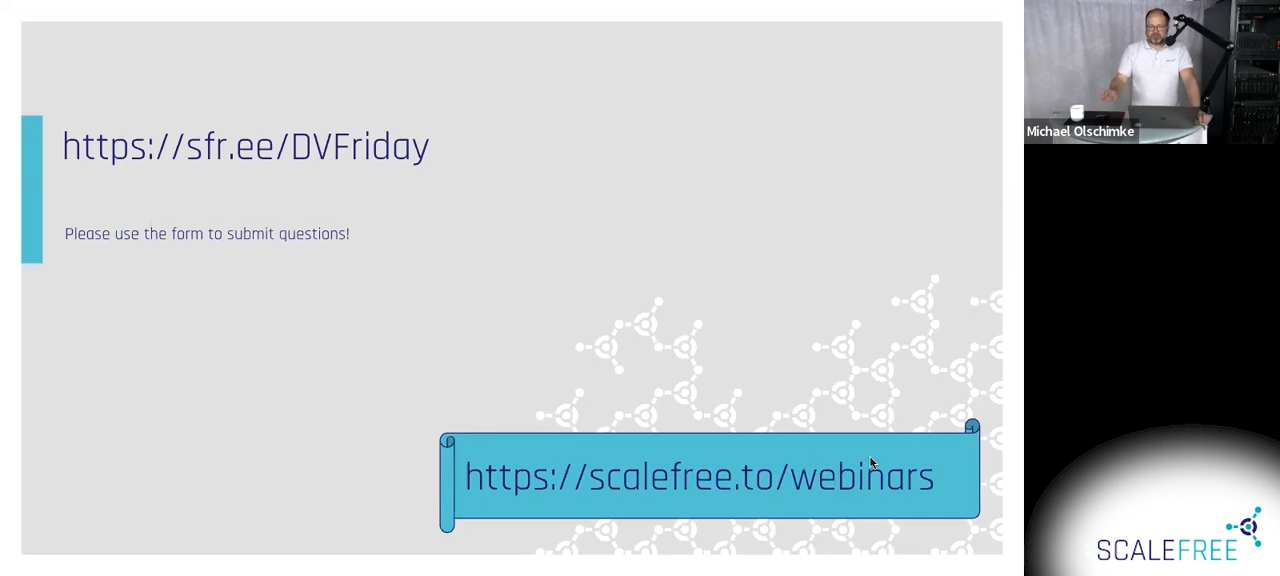 https://sfr.ee/DVFriday
Please use the form to submit questions!
https://scalefree.to/webinars
Michael Olschimke
SCALEFREE